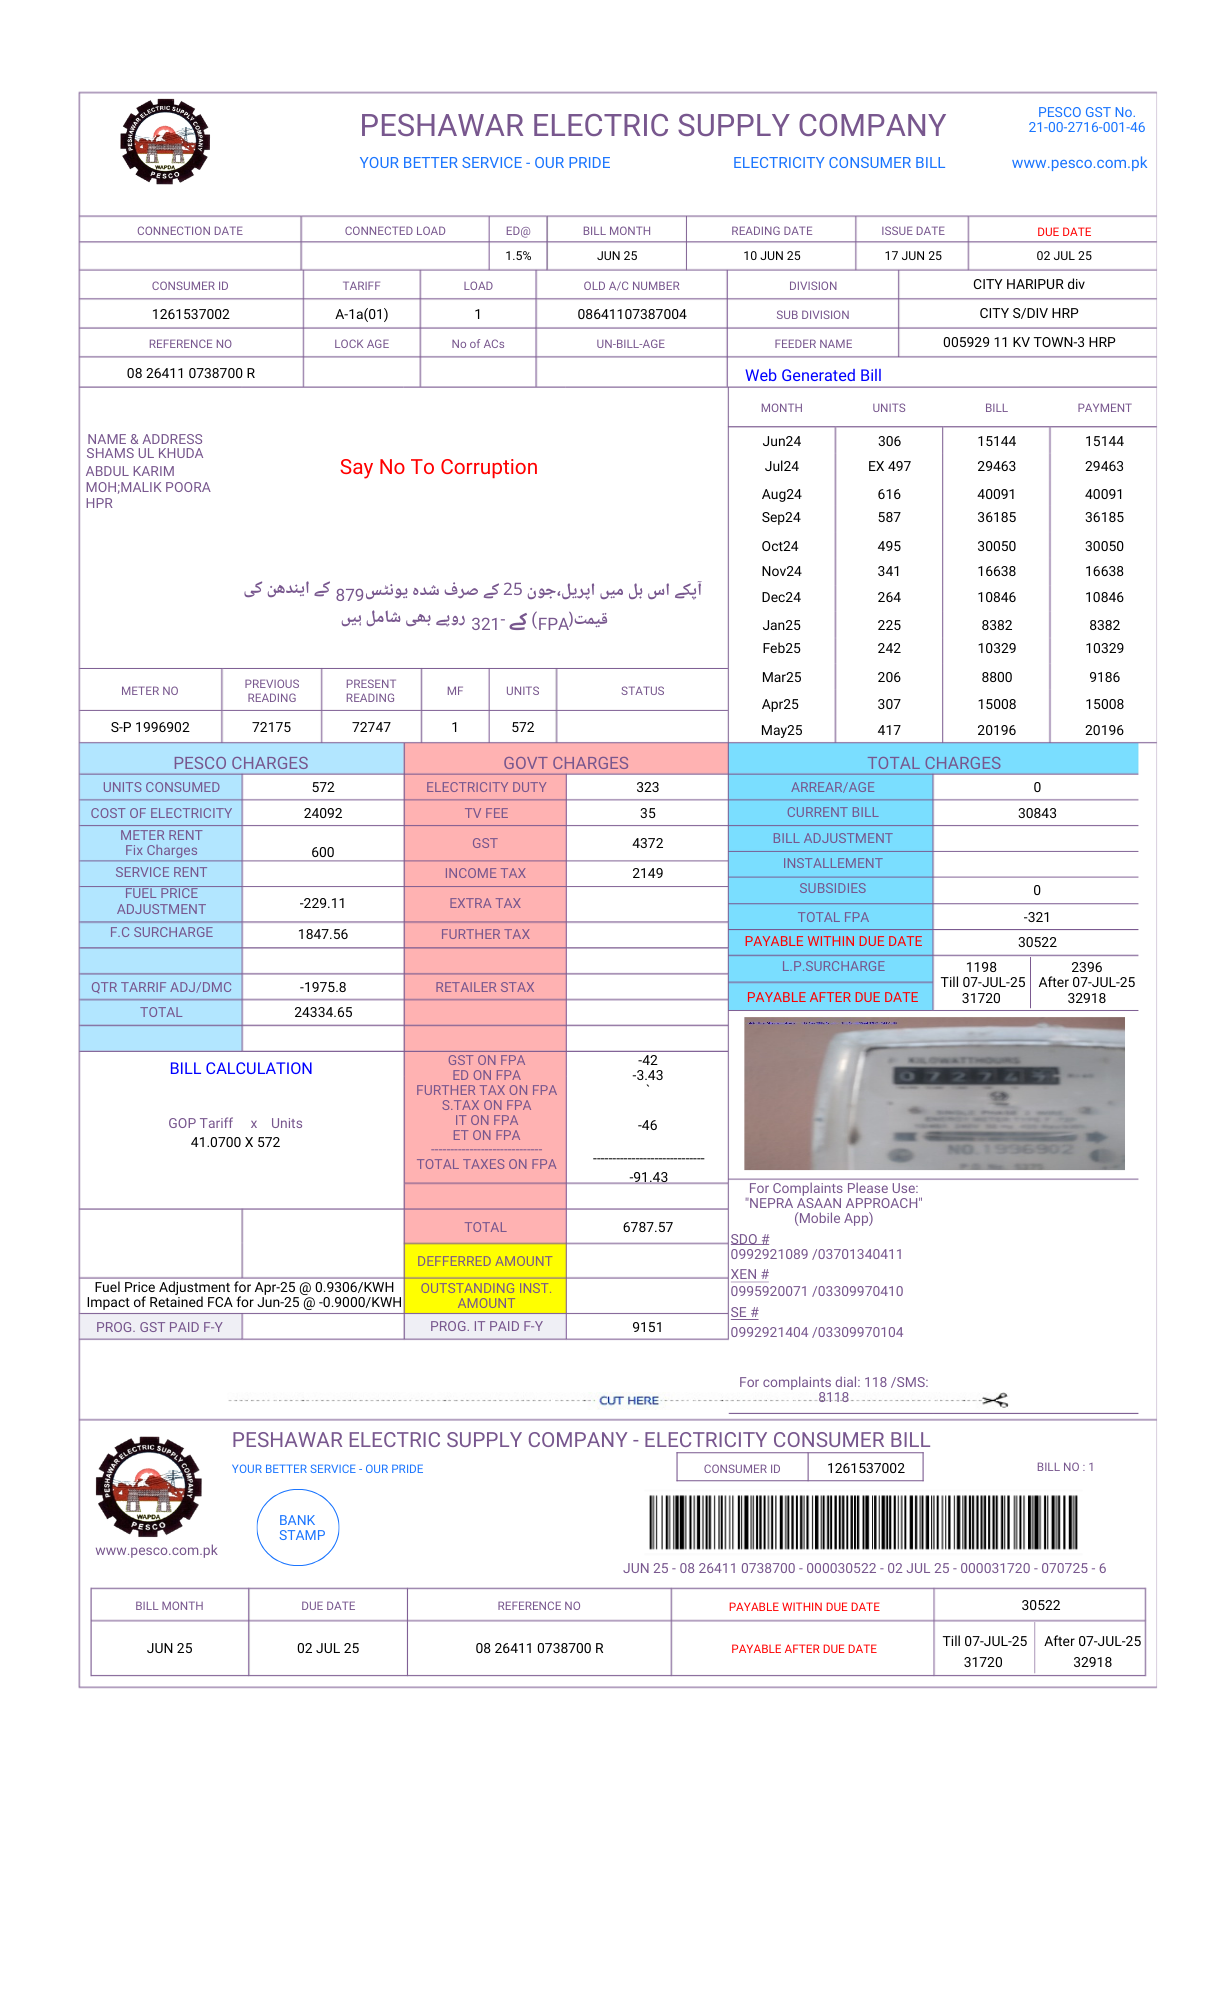 PESHAWAR ELECTRIC SUPPLY COMPANY
WAPDA
PESCO
PESHAWAR ELECTRIC SUPPLY COMPANY
YOUR BETTER SERVICE - OUR PRIDE ELECTRICITY CONSUMER BILL
PESCO GST No.
21-00-2716-001-46
www.pesco.com.pk
CONNECTION DATE CONNECTED LOAD ED@ BILL MONTH READING DATE ISSUE DATE DUE DATE
1.5% JUN 25 10 JUN 25 17 JUN 25 02 JUL 25
CONSUMER ID TARIFF LOAD OLD A/C NUMBER DIVISION CITY HARIPUR div
1261537002 A-1a(01) 1 08641107387004 SUB DIVISION CITY S/DIV HRP
REFERENCE NO LOCK AGE No of ACs UN-BILL-AGE FEEDER NAME 005929 11 KV TOWN-3 HRP
08 26411 0738700 R Web Generated Bill
NAME & ADDRESS
SHAMS UL KHUDA
ABDUL KARIM
MOH;MALIK POORA
HPR
Say No To Corruption
آپکے اس بل میں اپریل،جون 25 کے صرف شدہ یونٹس879 کے ایندھن کی
قیمت(FPA) کے -321 روپے بھی شامل ہیں
MONTH UNITS BILL PAYMENT
Jun24 306 15144 15144
Jul24 EX 497 29463 29463
Aug24 616 40091 40091
Sep24 587 36185 36185
Oct24 495 30050 30050
Nov24 341 16638 16638
Dec24 264 10846 10846
Jan25 225 8382 8382
Feb25 242 10329 10329
Mar25 206 8800 9186
Apr25 307 15008 15008
May25 417 20196 20196
METER NO PREVIOUS READING PRESENT READING MF UNITS STATUS
S-P 1996902 72175 72747 1 572
PESCO CHARGES
UNITS CONSUMED 572
COST OF ELECTRICITY 24092
METER RENT
Fix Charges 600
SERVICE RENT
FUEL PRICE
ADJUSTMENT -229.11
F.C SURCHARGE 1847.56
QTR TARRIF ADJ/DMC -1975.8
TOTAL 24334.65
BILL CALCULATION
GOP Tariff x Units
41.0700 X 572
Fuel Price Adjustment for Apr-25 @ 0.9306/KWH
Impact of Retained FCA for Jun-25 @ -0.9000/KWH
PROG. GST PAID F-Y
GOVT CHARGES
ELECTRICITY DUTY 323
TV FEE 35
GST 4372
INCOME TAX 2149
EXTRA TAX
FURTHER TAX
RETAILER STAX
GST ON FPA -42
ED ON FPA -3.43
FURTHER TAX ON FPA `
S.TAX ON FPA
IT ON FPA -46
ET ON FPA
-----------------------------
TOTAL TAXES ON FPA -91.43
TOTAL 6787.57
DEFFERRED AMOUNT
OUTSTANDING INST.
AMOUNT
PROG. IT PAID F-Y 9151
TOTAL CHARGES
ARREAR/AGE 0
CURRENT BILL 30843
BILL ADJUSTMENT
INSTALLEMENT
SUBSIDIES 0
TOTAL FPA -321
PAYABLE WITHIN DUE DATE 30522
L.P.SURCHARGE 1198 2396
Till 07-JUL-25 After 07-JUL-25
PAYABLE AFTER DUE DATE 31720 32918
KILOWATTHOURS
0 7 2 7 4
NO.1996902
For Complaints Please Use:
"NEPRA ASAAN APPROACH"
(Mobile App)
SDO #
0992921089 /03701340411
XEN #
0995920071 /03309970410
SE #
0992921404 /03309970104
For complaints dial: 118 /SMS:
8118
CUT HERE
PESHAWAR ELECTRIC SUPPLY COMPANY
WAPDA
PESCO
www.pesco.com.pk
PESHAWAR ELECTRIC SUPPLY COMPANY - ELECTRICITY CONSUMER BILL
YOUR BETTER SERVICE - OUR PRIDE
CONSUMER ID 1261537002
BILL NO : 1
BANK
STAMP
JUN 25 - 08 26411 0738700 - 000030522 - 02 JUL 25 - 000031720 - 070725 - 6
BILL MONTH DUE DATE REFERENCE NO PAYABLE WITHIN DUE DATE 30522
JUN 25 02 JUL 25 08 26411 0738700 R PAYABLE AFTER DUE DATE Till 07-JUL-25 After 07-JUL-25
31720 32918